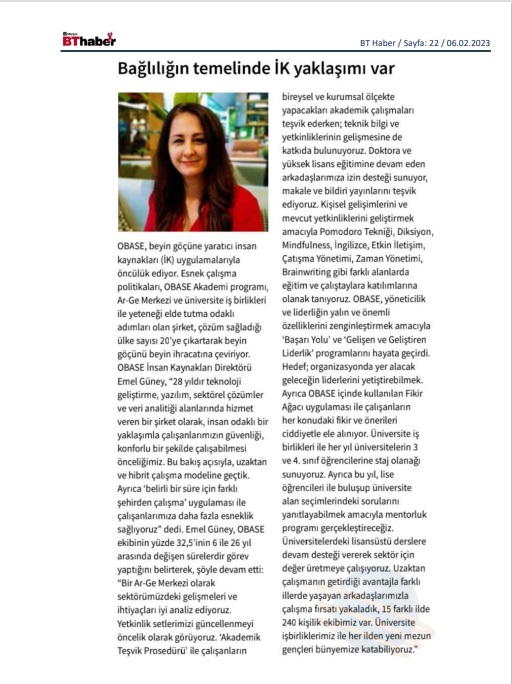 BThaber
BT Haber / Sayfa: 22 / 06.02.2023
Bağlılığın temelinde İK yaklaşımı var
OBASE, beyin göçüne yaratıcı insan
kaynakları (İK) uygulamalarıyla
öncülük ediyor. Esnek çalışma
politikaları, OBASE Akademi programı,
Ar-Ge Merkezi ve üniversite iş birlikleri
ile yeteneği elde tutma odaklı
adımları olan şirket, çözüm sağladığı
ülke sayısı 20’ye çıkartarak beyin
göçünü beyin ihracatına çeviriyor.
OBASE İnsan Kaynakları Direktörü
Emel Güney, “28 yıldır teknoloji
geliştirme, yazılım, sektörel çözümler
ve veri analitiği alanlarında hizmet
veren bir şirket olarak, insan odaklı bir
yaklaşımla çalışanlarımızın güvenliği,
konforlu bir şekilde çalışabilmesi
önceliğimiz. Bu bakış açısıyla, uzaktan
ve hibrit çalışma modeline geçtik.
Ayrıca ‘belirli bir süre için farklı
şehirden çalışma’ uygulaması ile
çalışanlarımıza daha fazla esneklik
sağlıyoruz” dedi. Emel Güney, OBASE
ekibinin yüzde 32,5’inin 6 ile 26 yıl
arasında değişen sürelerdir görev
yaptığını belirterek, şöyle devam etti:
“Bir Ar-Ge Merkezi olarak
sektörümüzdeki gelişmeleri ve
ihtiyaçları iyi analiz ediyoruz.
Yetkinlik setlerimizi güncellenmeyi
öncelik olarak görüyoruz. ‘Akademik
Teşvik Prosedürü’ ile çalışanların
bireysel ve kurumsal ölçekte
yapacakları akademik çalışmaları
teşvik ederken; teknik bilgi ve
yetkinliklerinin gelişmesine de
katkıda bulunuyoruz. Doktora ve
yüksek lisans eğitimine devam eden
arkadaşlarımıza izin desteği sunuyor,
makale ve bildiri yayınlarını teşvik
ediyoruz. Kişisel gelişimlerini ve
mevcut yetkinliklerini geliştirmek
amacıyla Pomodoro Tekniği, Diksiyon,
Mindfulness, İngilizce, Etkin İletişim,
Çatışma Yönetimi, Zaman Yönetimi,
Brainwriting gibi farklı alanlarda
eğitim ve çalıştaylara katılımlarına
olanak tanıyoruz. OBASE, yöneticilik
ve liderliğin yalın ve önemli
özelliklerini zenginleştirmek amacıyla
‘Başarı Yolu’ ve ‘Gelişen ve Geliştiren
Liderlik’ programlarını hayata geçirdi.
Hedef; organizasyonda yer alacak
geleceğin liderlerini yetiştirebilmek.
Ayrıca OBASE içinde kullanılan Fikir
Ağacı uygulaması ile çalışanların
her konudaki fikir ve önerileri
ciddiyetle ele alınıyor. Üniversite iş
birlikleri ile her yıl üniversitelerin 3
ve 4. sınıf öğrencilerine staj olanağı
sunuyoruz. Ayrıca bu yıl, lise
öğrencileri ile buluşup üniversite
alan seçimlerindeki sorularını
yanıtlayabilmek amacıyla mentorluk
programı gerçekleştireceğiz.
Üniversitelerdeki lisansüstü derslere
devam desteği vererek sektör için
değer üretmeye çalışıyoruz. Uzaktan
çalışmanın getirdiği avantajla farklı
illerde yaşayan arkadaşlarımızla
çalışma fırsatı yakaladık, 15 farklı ilde
240 kişilik ekibimiz var. Üniversite
işbirliklerimiz ile her ilden yeni mezun
gençleri bünyemize katabiliyoruz.”